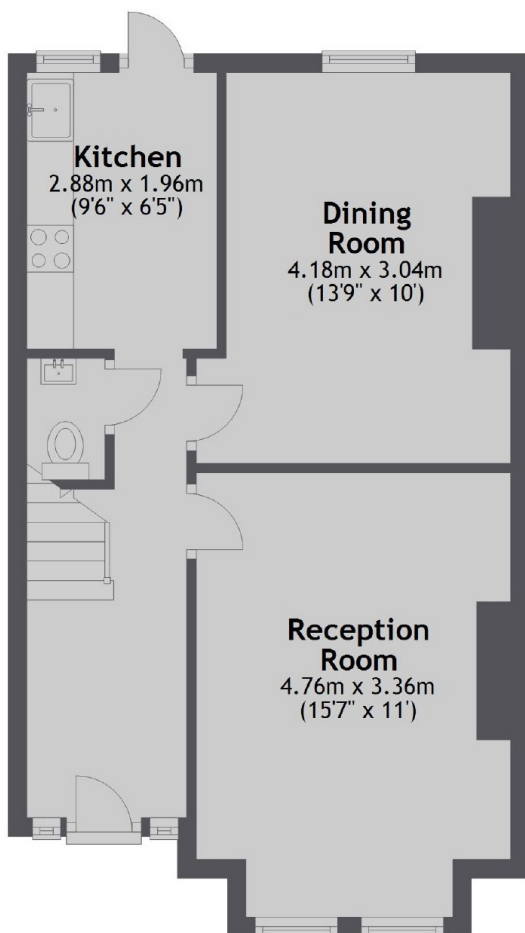 Kitchen
2.88m x 1.96m
(9'6" x 6'5")
Dining
Room
4.18m x 3.04m
(13'9" x 10')
Reception
Room
4.76m x 3.36m
(15'7" x 11')